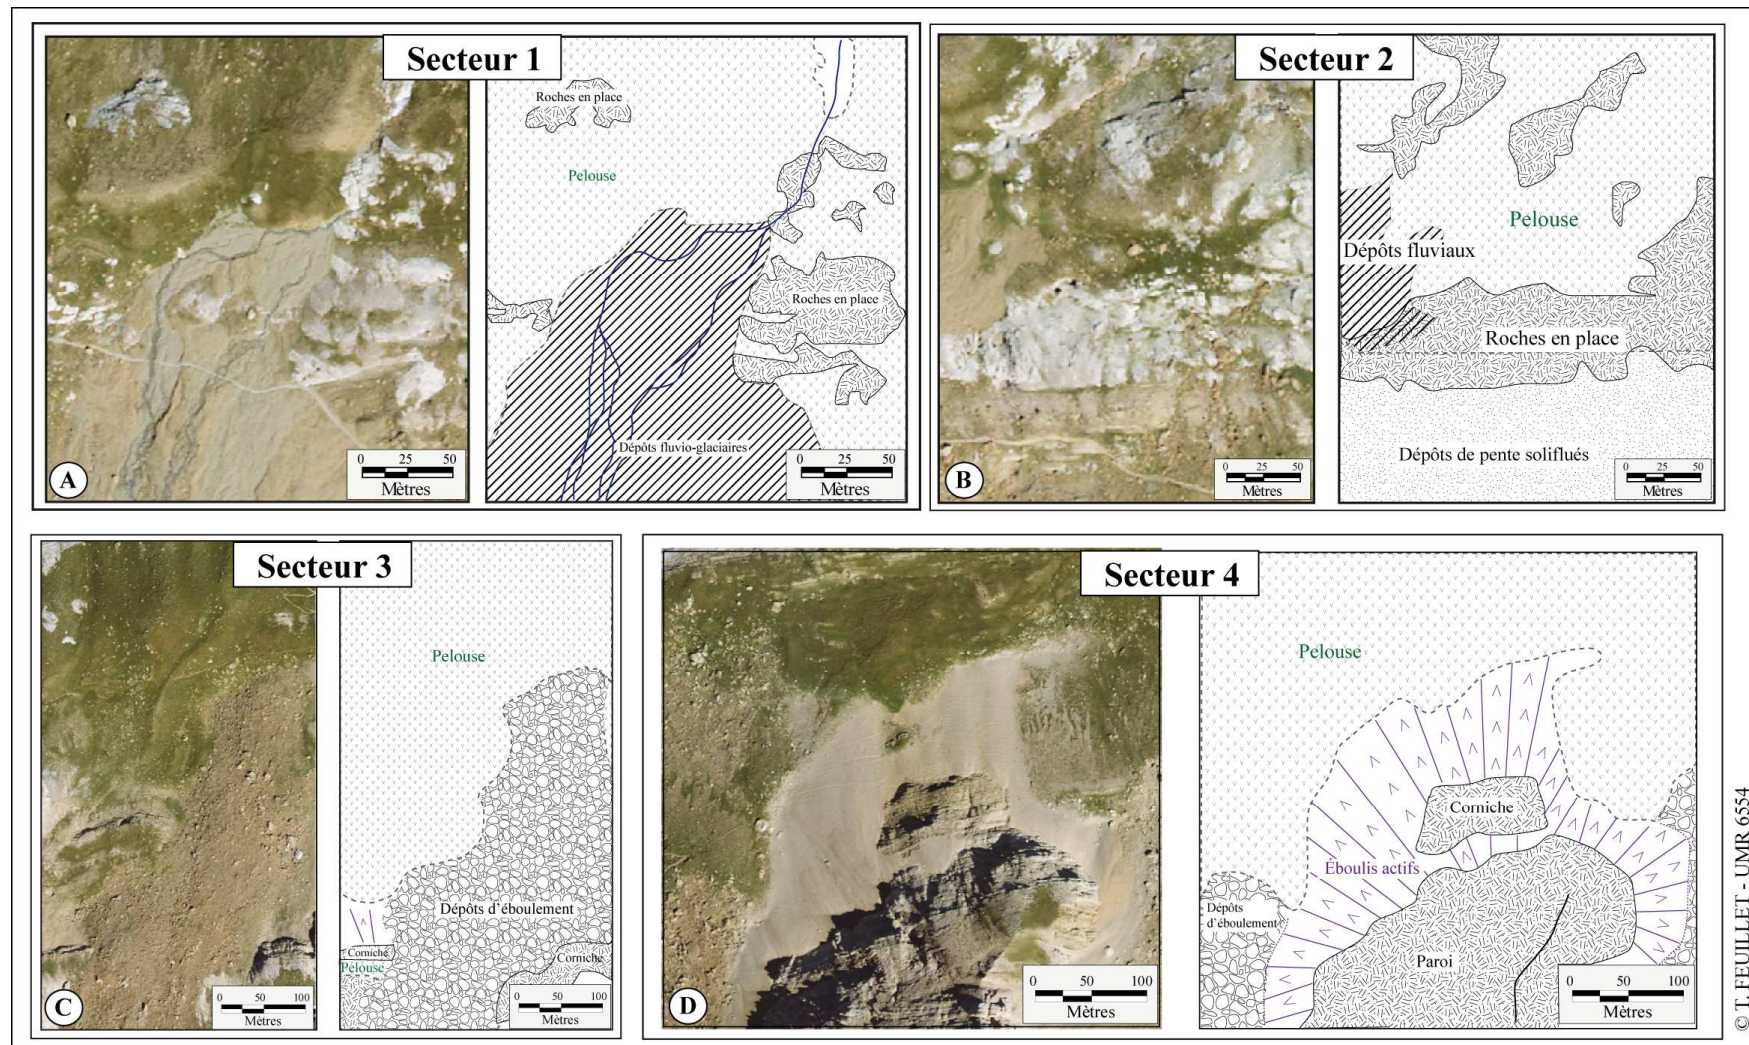 Secteur 1
Roches en place
Pelouse
Roches en place
Dépôts fluvio-glaciaires
0 25 50
Mètres
0 25 50
Mètres
A
Secteur 2
Pelouse
Dépôts fluviaux
Roches en place
Dépôts de pente soliflués
0 25 50
Mètres
0 25 50
Mètres
B
Secteur 3
Pelouse
Dépôts d'éboulement
Corniche
Corniche
Pelouse
0 50 100
Mètres
0 50 100
Mètres
C
Secteur 4
Pelouse
Corniche
Éboulis actifs
Dépôts
d'éboulement
Paroi
0 50 100
Mètres
0 50 100
Mètres
D
© T. FEUILLET - UMR 6554